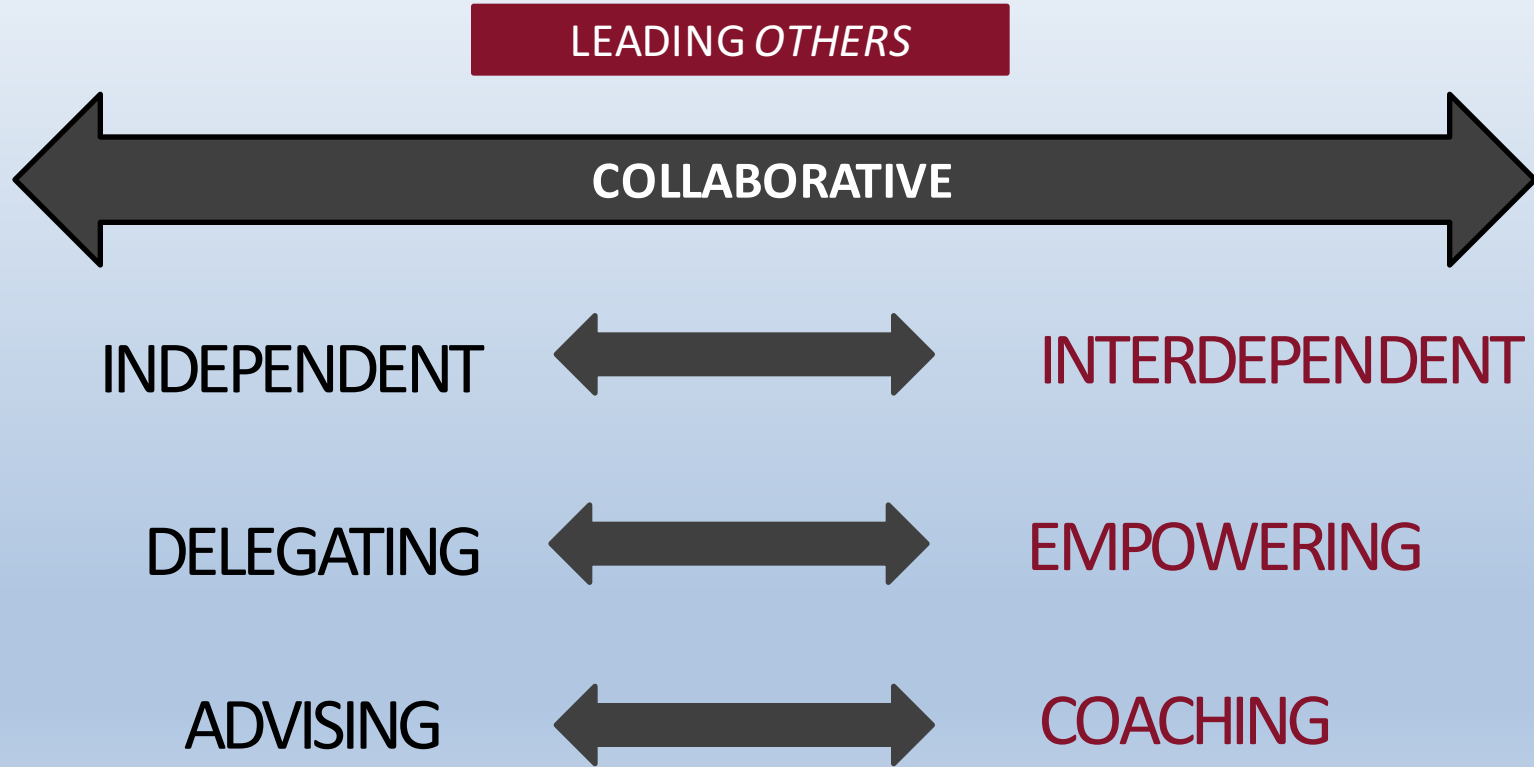 LEADING OTHERS
COLLABORATIVE
INDEPENDENT INTERDEPENDENT
DELEGATING EMPOWERING
ADVISING COACHING